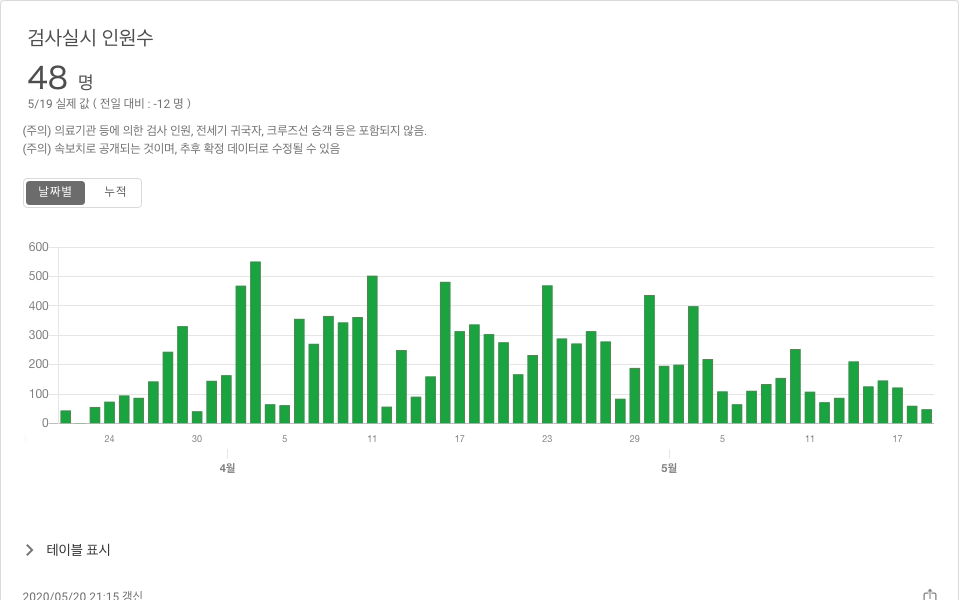 검사실시 인원수
48 명
5/19 실제 값 ( 전일 대비 : -12 명 )
(주의) 의료기관 등에 의한 검사 인원, 전세기 귀국자, 크루즈선 승객 등은 포함되지 않음.
(주의) 속보치로 공개되는 것이며, 추후 확정 데이터로 수정될 수 있음
날짜별 누적
600
500
400
300
200
100
0
24 30 5 11 17 23 29 5 11 17
4월 5월
테이블 표시
2020/05/20 21:15 갱신